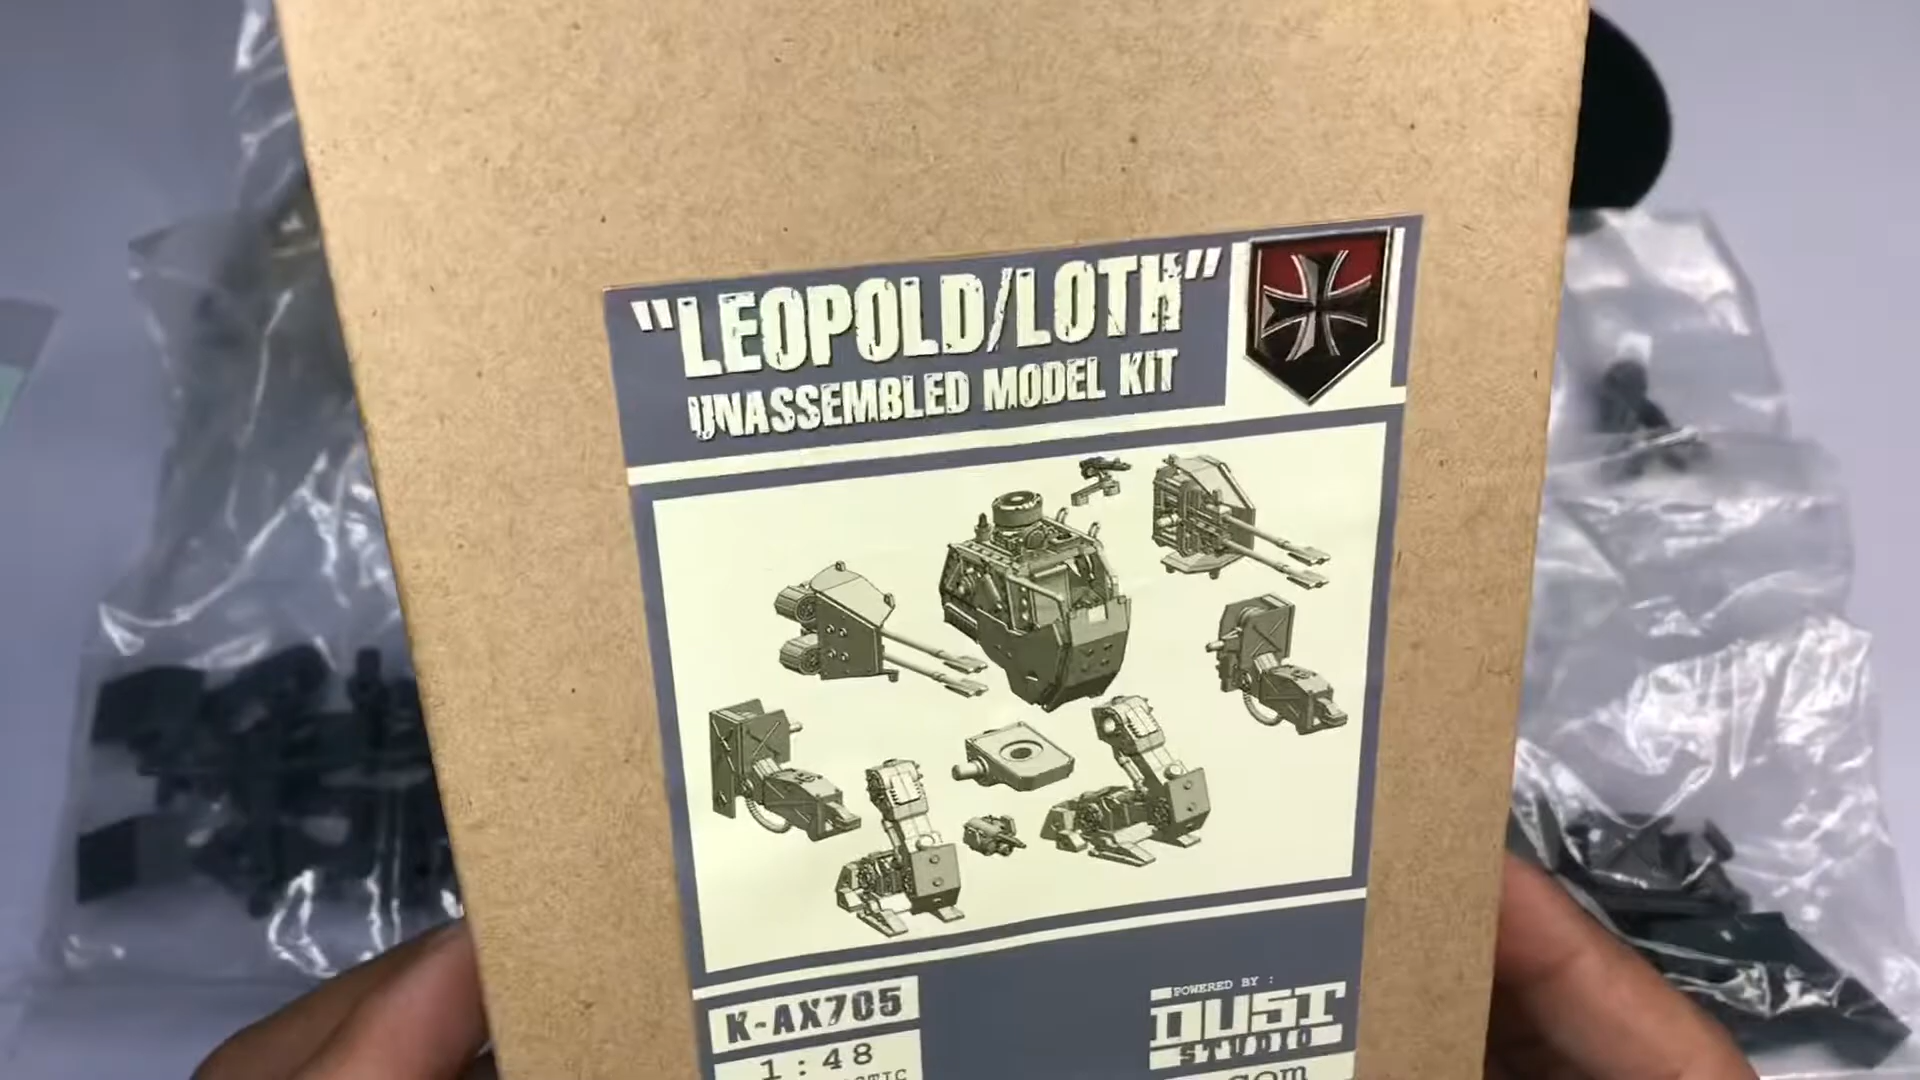 "LEOPOLD/LOTH"
UNASSEMBLED MODEL KIT
K-AX705
1:48
POWERED BY :
DUST
STUDIO